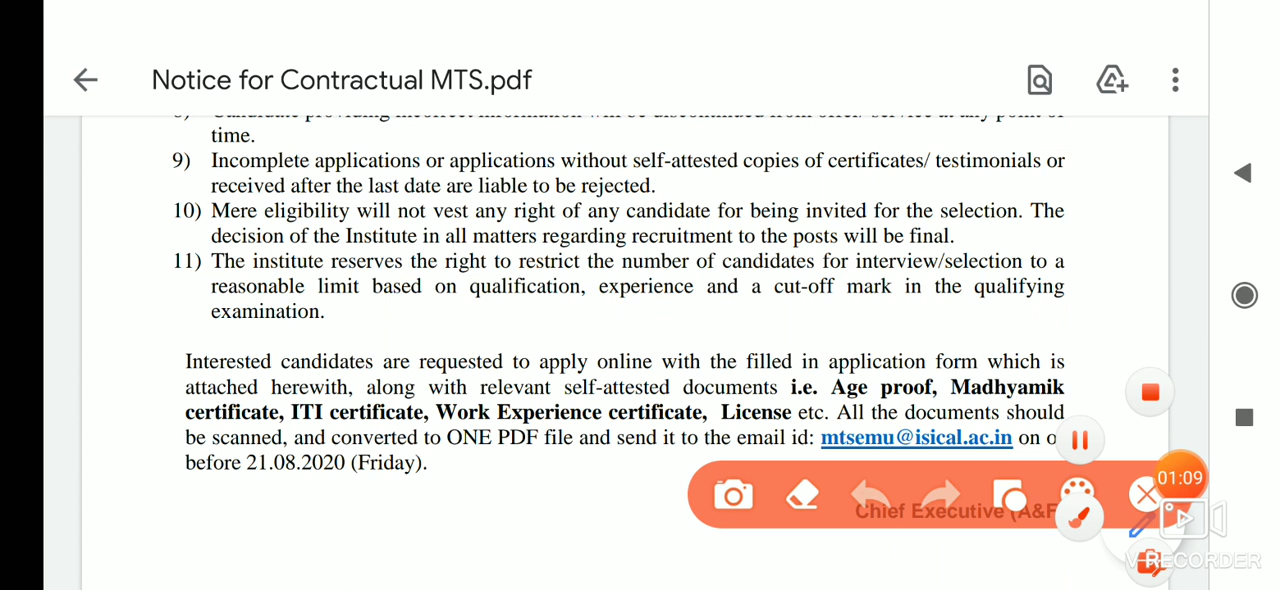 Notice for Contractual MTS.pdf
time.
9) Incomplete applications or applications without self-attested copies of certificates/ testimonials or
received after the last date are liable to be rejected.
10) Mere eligibility will not vest any right of any candidate for being invited for the selection. The
decision of the Institute in all matters regarding recruitment to the posts will be final.
11) The institute reserves the right to restrict the number of candidates for interview/selection to a
reasonable limit based on qualification, experience and a cut-off mark in the qualifying
examination.
Interested candidates are requested to apply online with the filled in application form which is
attached herewith, along with relevant self-attested documents i.e. Age proof, Madhyamik
certificate, ITI certificate, Work Experience certificate, License etc. All the documents should
be scanned, and converted to ONE PDF file and send it to the email id: mtsemu@isical.ac.in on o
before 21.08.2020 (Friday).
01:09
Chief Executive (A&F
V-RECORDER